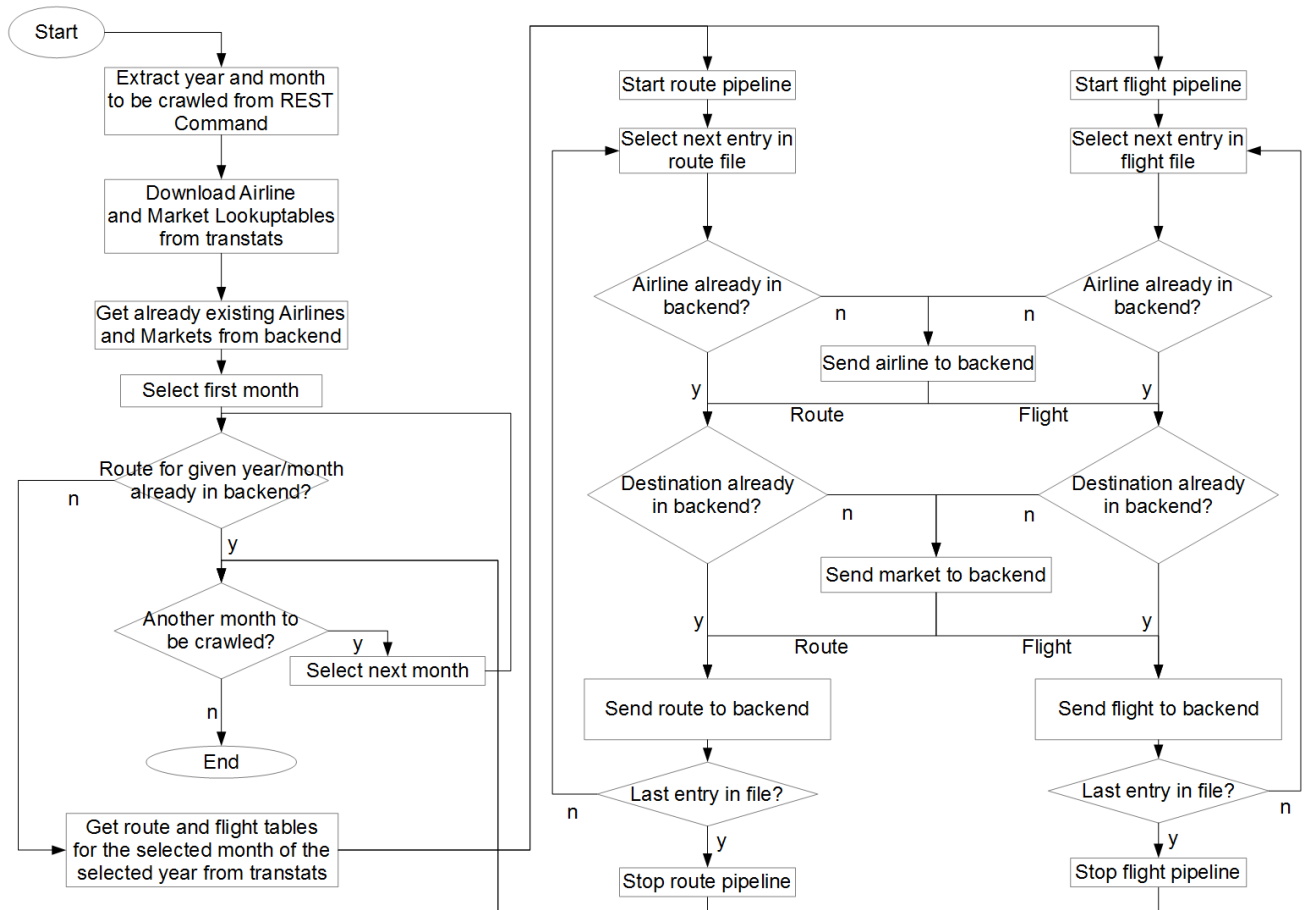 Start
Extract year and month
to be crawled from REST
Command
Download Airline
and Market Lookuptables
from transtats
Get already existing Airlines
and Markets from backend
Select first month
Route for given year/month
already in backend?
n
y
Another month to
be crawled?
y
Select next month
n
End
Get route and flight tables
for the selected month of the
selected year from transtats
Start route pipeline
Select next entry in
route file
Airline already in
backend?
n
y
Send airline to backend
Route
Flight
Destination already
in backend?
n
y
Send market to backend
Route
Flight
Send route to backend
Last entry in file?
n
y
Stop route pipeline
Start flight pipeline
Select next entry in
flight file
Airline already in
backend?
n
y
Destination already
in backend?
n
y
Send flight to backend
Last entry in file?
n
y
Stop flight pipeline